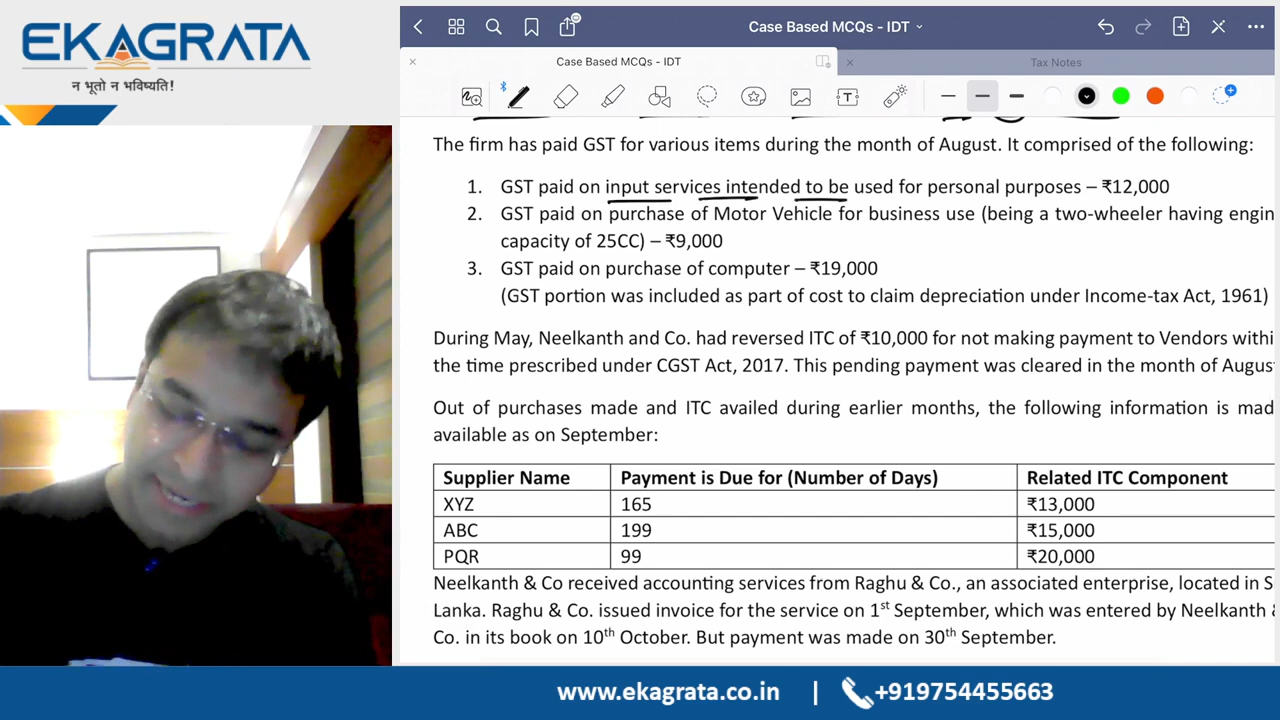 EKAGRATA
न भूतो न भविष्यति!
Case Based MCQs - IDT
Case Based MCQs - IDT
Tax Notes
The firm has paid GST for various items during the month of August. It comprised of the following:
1. GST paid on input services intended to be used for personal purposes – ₹12,000
2. GST paid on purchase of Motor Vehicle for business use (being a two-wheeler having engin
capacity of 25CC) – ₹9,000
3. GST paid on purchase of computer – ₹19,000
(GST portion was included as part of cost to claim depreciation under Income-tax Act, 1961)
During May, Neelkanth and Co. had reversed ITC of ₹10,000 for not making payment to Vendors withi
the time prescribed under CGST Act, 2017. This pending payment was cleared in the month of Augus
Out of purchases made and ITC availed during earlier months, the following information is mad
available as on September:
Supplier Name Payment is Due for (Number of Days) Related ITC Component
XYZ 165 ₹13,000
ABC 199 ₹15,000
PQR 99 ₹20,000
Neelkanth & Co received accounting services from Raghu & Co., an associated enterprise, located in S
Lanka. Raghu & Co. issued invoice for the service on 1st September, which was entered by Neelkanth &
Co. in its book on 10th October. But payment was made on 30th September.
www.ekagrata.co.in | +919754455663